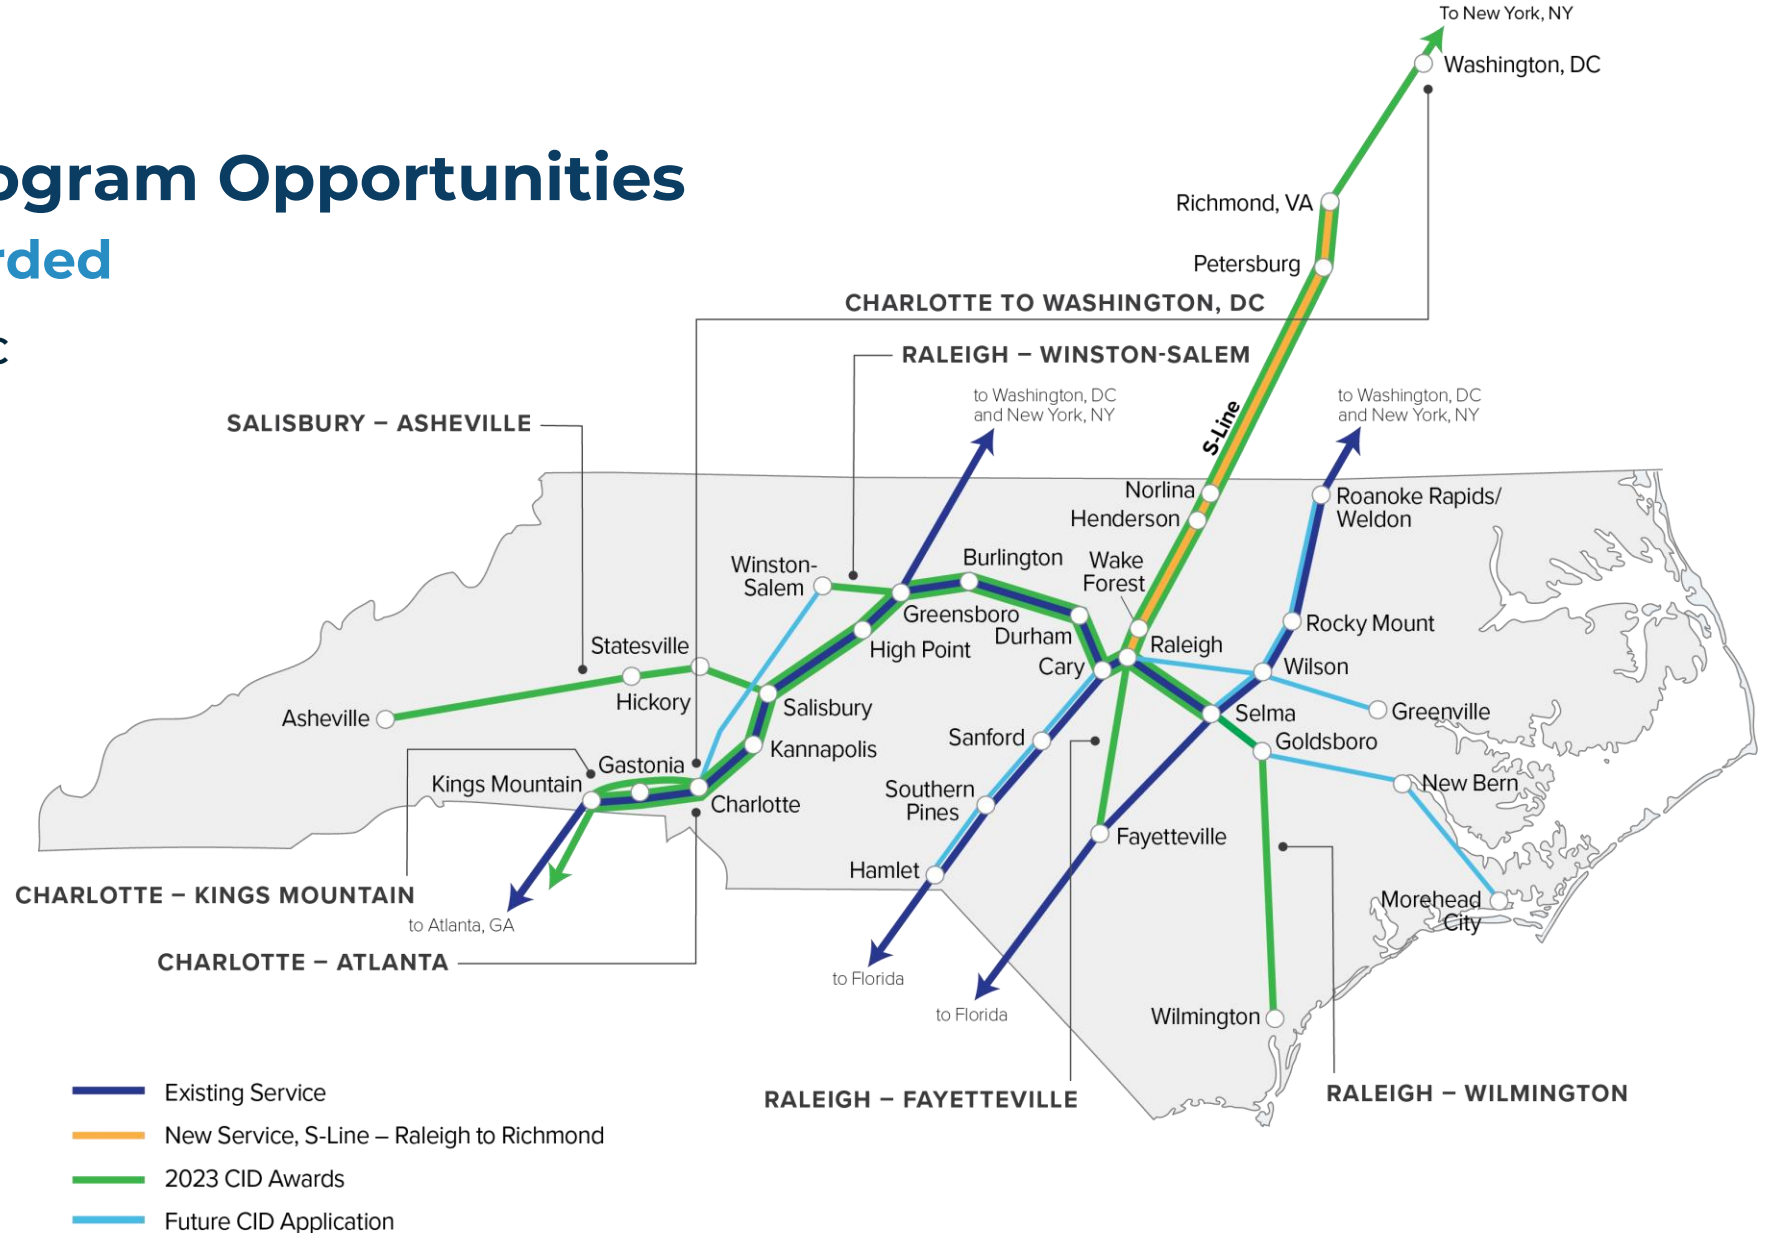 To New York, NY
Washington, DC
ogram Opportunities
rded
C
Richmond, VA
Petersburg
CHARLOTTE TO WASHINGTON, DC
RALEIGH – WINSTON-SALEM
to Washington, DC
and New York, NY
to Washington, DC
and New York, NY
SALISBURY – ASHEVILLE
S-Line
Norlina
Henderson
Roanoke Rapids/
Weldon
Wake
Forest
Burlington
Winston-
Salem
Greensboro
Durham
High Point
Cary
Raleigh
Rocky Mount
Wilson
Statesville
Hickory
Asheville
Salisbury
Kannapolis
Sanford
Selma
Greenville
Goldsboro
Gastonia
Kings Mountain
Charlotte
Southern
Pines
New Bern
Fayetteville
Hamlet
Morehead
City
CHARLOTTE – KINGS MOUNTAIN
to Atlanta, GA
CHARLOTTE – ATLANTA
to Florida
to Florida
Wilmington
RALEIGH – FAYETTEVILLE
RALEIGH – WILMINGTON
Existing Service
New Service, S-Line – Raleigh to Richmond
2023 CID Awards
Future CID Application